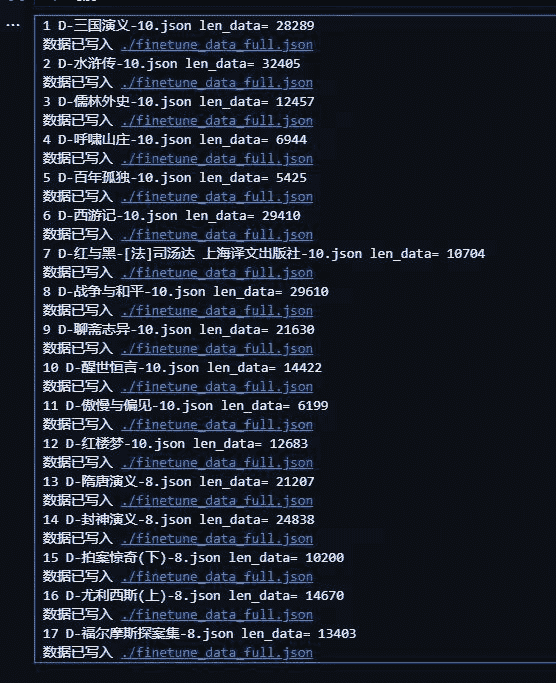 ...
1 D-三国演义-10.json len_data= 28289
数据已写入 ./finetune_data_full.json
2 D-水浒传-10.json len_data= 32405
数据已写入 ./finetune_data_full.json
3 D-儒林外史-10.json len_data= 12457
数据已写入 ./finetune_data_full.json
4 D-呼啸山庄-10.json len_data= 6944
数据已写入 ./finetune_data_full.json
5 D-百年孤独-10.json len_data= 5425
数据已写入 ./finetune_data_full.json
6 D-西游记-10.json len_data= 29410
数据已写入 ./finetune_data_full.json
7 D-红与黑-[法]司汤达 上海译文出版社-10.json len_data= 10704
数据已写入 ./finetune_data_full.json
8 D-战争与和平-10.json len_data= 29610
数据已写入 ./finetune_data_full.json
9 D-聊斋志异-10.json len_data= 21630
数据已写入 ./finetune_data_full.json
10 D-醒世恒言-10.json len_data= 14422
数据已写入 ./finetune_data_full.json
11 D-傲慢与偏见-10.json len_data= 6199
数据已写入 ./finetune_data_full.json
12 D-红楼梦-10.json len_data= 12683
数据已写入 ./finetune_data_full.json
13 D-隋唐演义-8.json len_data= 21207
数据已写入 ./finetune_data_full.json
14 D-封神演义-8.json len_data= 24838
数据已写入 ./finetune_data_full.json
15 D-拍案惊奇(下)-8.json len_data= 10200
数据已写入 ./finetune_data_full.json
16 D-尤利西斯(上)-8.json len_data= 14670
数据已写入 ./finetune_data_full.json
17 D-福尔摩斯探案集-8.json len_data= 13403
数据已写入 ./finetune_data_full.json